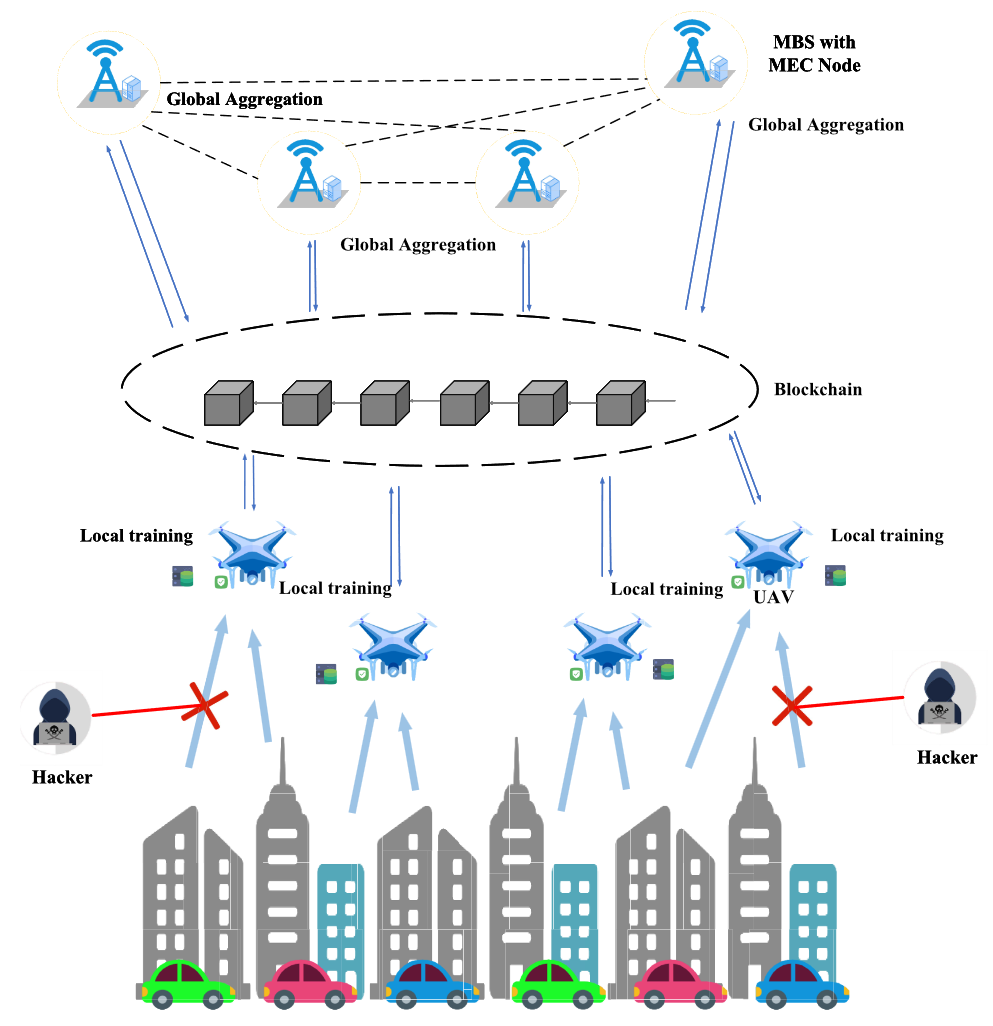 MBS with
MEC Node
Global Aggregation
Global Aggregation
Global Aggregation
Blockchain
Local training
Local training
Local training
Local training
UAV
Hacker
Hacker